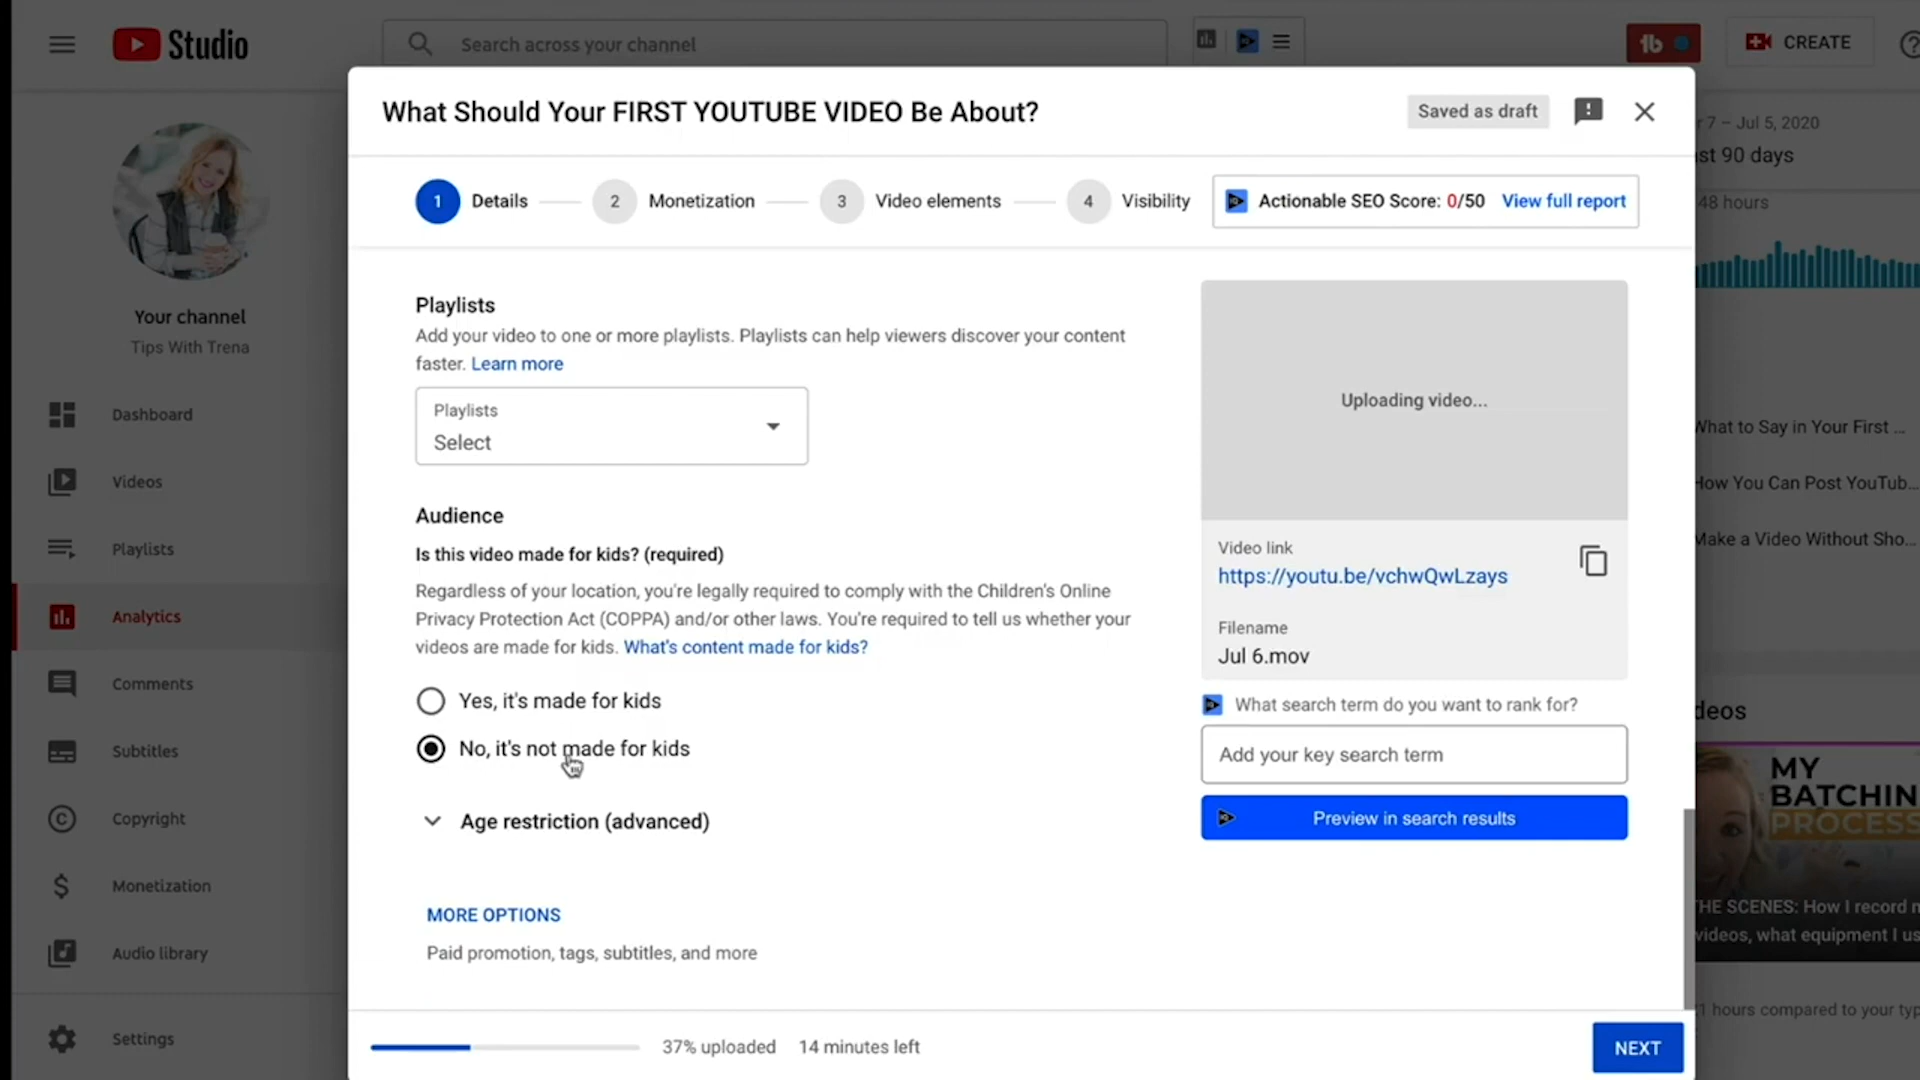 Studio
Search across your channel
CREATE
What Should Your FIRST YOUTUBE VIDEO Be About?
Saved as draft
7 – Jul 5, 2020
90 days
1 Details
2 Monetization
3 Video elements
4 Visibility
Actionable SEO Score: 0/50 View full report
48 hours
Your channel
Tips With Trena
Dashboard
Videos
Playlists
Analytics
Comments
Subtitles
Copyright
Monetization
Audio library
Settings
Playlists
Add your video to one or more playlists. Playlists can help viewers discover your content
faster. Learn more
Playlists
Select
Audience
Is this video made for kids? (required)
Regardless of your location, you're legally required to comply with the Children's Online
Privacy Protection Act (COPPA) and/or other laws. You're required to tell us whether your
videos are made for kids. What's content made for kids?
Yes, it's made for kids
No, it's not made for kids
Age restriction (advanced)
MORE OPTIONS
Paid promotion, tags, subtitles, and more
Uploading video...
Video link
https://youtu.be/vchwQwLzays
Filename
Jul 6.mov
What search term do you want to rank for?
Add your key search term
Preview in search results
What to Say in Your First ...
How You Can Post YouTub...
Make a Video Without Sho...
MY
BATCHIN
PROCESS
THE SCENES: How I record
videos, what equipment I
hours compared to your
37% uploaded 14 minutes left
NEXT